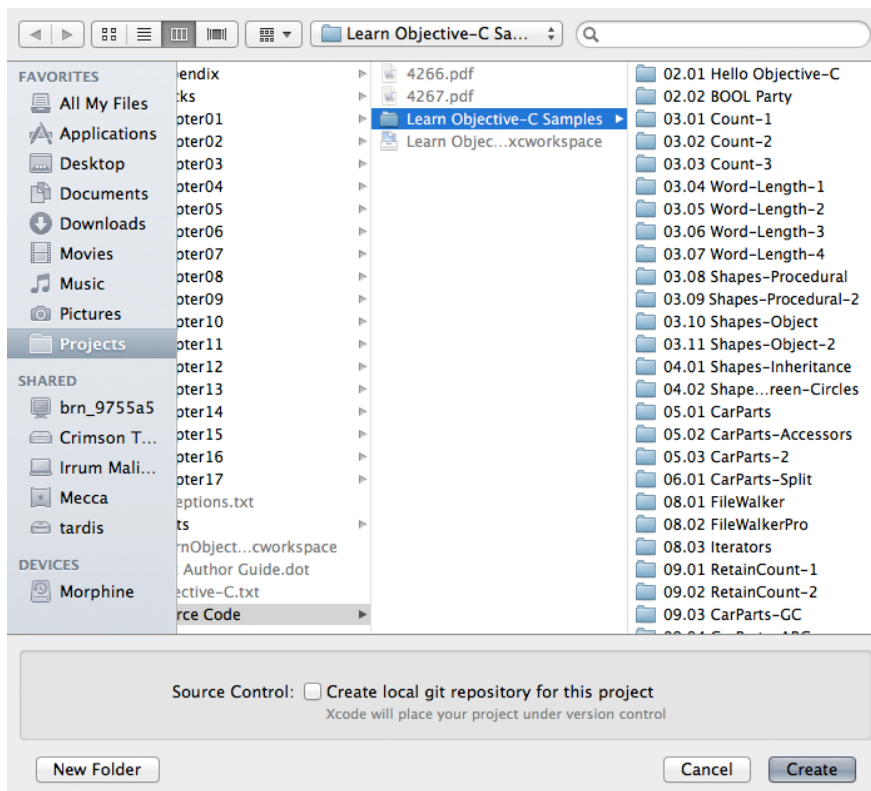 Learn Objective-C Sa...
FAVORITES
All My Files
Applications
Desktop
Documents
Downloads
Movies
Music
Pictures
Projects
SHARED
brn_9755a5
Crimson T...
Irrum Mali...
Mecca
tardis
DEVICES
Morphine
endix
ks
pter01
pter02
pter03
pter04
pter05
pter06
pter07
pter08
pter09
pter10
pter11
pter12
pter13
pter14
pter15
pter16
pter17
eptions.txt
ts
rnObject...cworkspace
Author Guide.dot
ective-C.txt
rce Code
4266.pdf
4267.pdf
Learn Objective-C Samples
Learn Objec...xcworkspace
02.01 Hello Objective-C
02.02 BOOL Party
03.01 Count-1
03.02 Count-2
03.03 Count-3
03.04 Word-Length-1
03.05 Word-Length-2
03.06 Word-Length-3
03.07 Word-Length-4
03.08 Shapes-Procedural
03.09 Shapes-Procedural-2
03.10 Shapes-Object
03.11 Shapes-Object-2
04.01 Shapes-Inheritance
04.02 Shape...reen-Circles
05.01 CarParts
05.02 CarParts-Accessors
05.03 CarParts-2
06.01 CarParts-Split
08.01 FileWalker
08.02 FileWalkerPro
08.03 Iterators
09.01 RetainCount-1
09.02 RetainCount-2
09.03 CarParts-GC
Source Control: Create local git repository for this project
Xcode will place your project under version control
New Folder
Cancel
Create